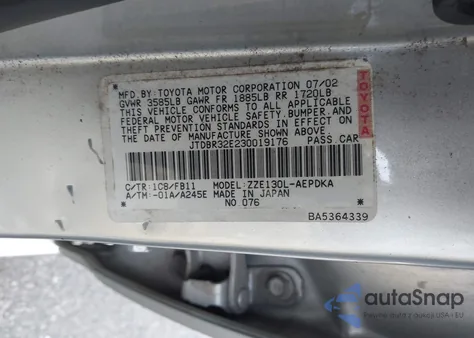 MFD.BY:TOYOTA MOTOR CORPORATION 07/02
GVWR 3585LB GAWR FR 1885LB RR 1720LB
THIS VEHICLE CONFORMS TO ALL APPLICABLE
FEDERAL MOTOR VEHICLE SAFETY,BUMPER,AND
THEFT PREVENTION STANDARDS IN EFFECT ON
THE DATE OF MANUFACTURE SHOWN ABOVE.
JTDBR32E230019176 PASS.CAR
TOYOTA
C/TR:1C8/FB11 MODEL:ZZE130L-AEPDKA
A/TM:-01A/A245E MADE IN JAPAN
NO.076
BA5364339
autoSnap